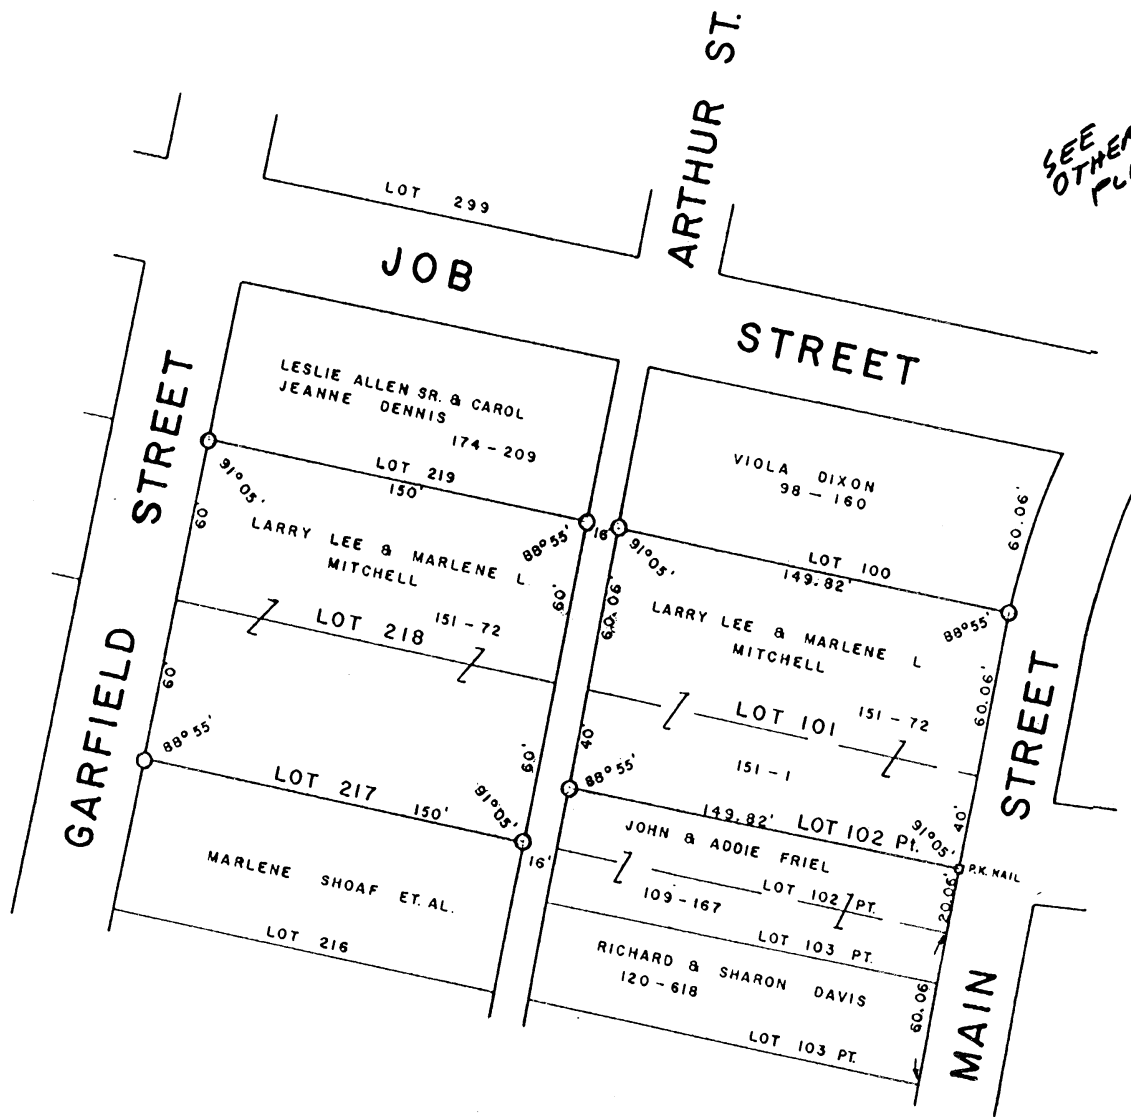 ARTHUR ST.
SEE
OTHER
LOT 299
JOB STREET
LESLIE ALLEN SR. & CAROL
JEANNE DENNIS
174-209
LOT 219
150'
91°05'
88°55'
60'
60'
16'
LARRY LEE & MARLENE L.
MITCHELL
151-72
LOT 218
60'
60'
88°55'
LOT 217
150'
91°05'
16'
MARLENE SHOAF ET. AL.
LOT 216
GARFIELD STREET
VIOLA DIXON
98-160
60.06'
LOT 100
149.82'
91°05'
88°55'
60.06'
60.06'
LARRY LEE & MARLENE L
MITCHELL
151-72
LOT 101
151-1
40'
40'
88°55'
149.82'
LOT 102 Pt.
91°05'
P.K. NAIL
JOHN & ADDIE FRIEL
LOT 102 PT.
109-167
20.06'
LOT 103 PT.
RICHARD & SHARON DAVIS
120-618
60.06'
LOT 103 PT.
MAIN STREET